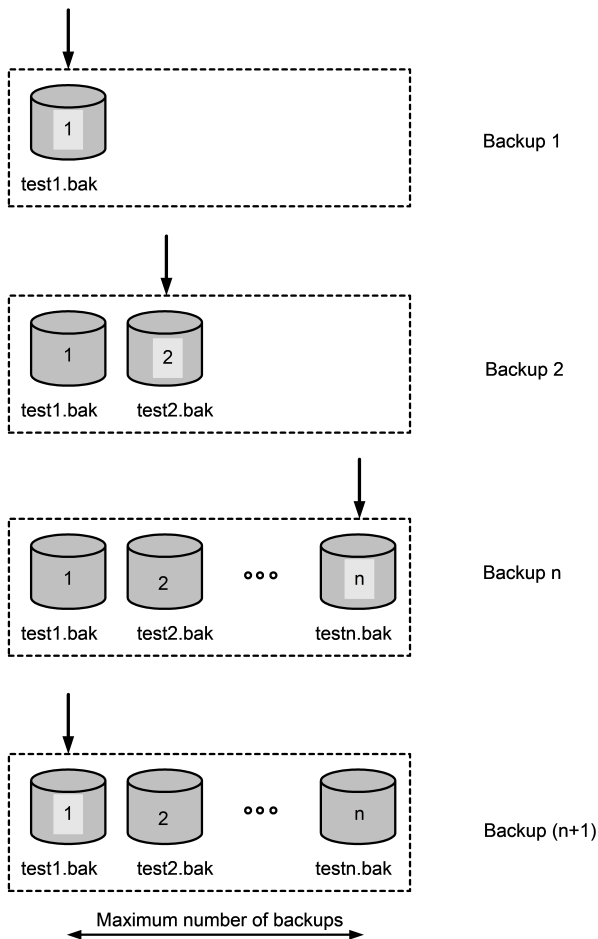 1
test1.bak
Backup 1
1
2
test1.bak test2.bak
Backup 2
1
2
n
test1.bak test2.bak testn.bak
Backup n
1
2
n
test1.bak test2.bak testn.bak
Backup (n+1)
Maximum number of backups